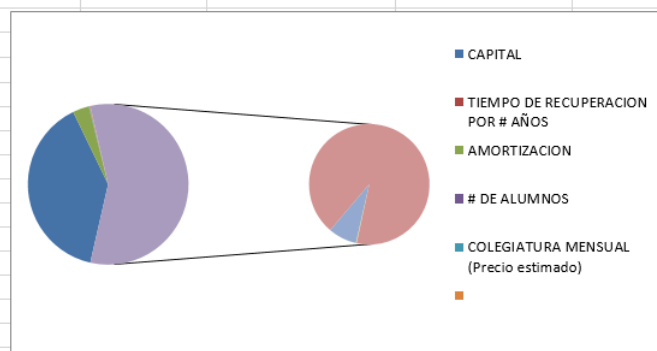 CAPITAL
TIEMPO DE RECUPERACION
POR # AÑOS
AMORTIZACION
# DE ALUMNOS
COLEGIATURA MENSUAL
(Precio estimado)